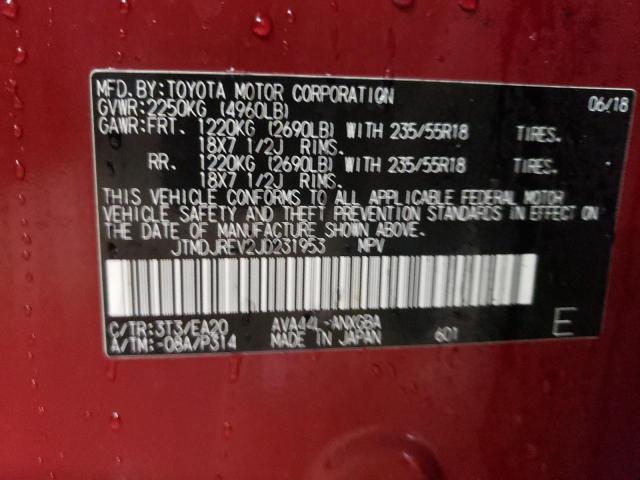 MFD.BY:TOYOTA MOTOR CORPORATION 06/18
GVWR:2250KG (4960LB)
GAWR:FRT. 1220KG (2690LB) WITH 235/55R18 TIRES.
18X7 1/2J RIMS.
RR. 1220KG (2690LB) WITH 235/55R18 TIRES.
18X7 1/2J RIMS.
THIS VEHICLE CONFORMS TO ALL APPLICABLE FEDERAL MOTOR
VEHICLE SAFETY AND THEFT PREVENTION STANDARDS IN EFFECT ON
THE DATE OF MANUFACTURE SHOWN ABOVE.
JTMDJREV2JD231953 MPV
C/TR:3T3/EA20 AVA44L-ANXGBA 601 E
A/TM:-08A/P314 MADE IN JAPAN